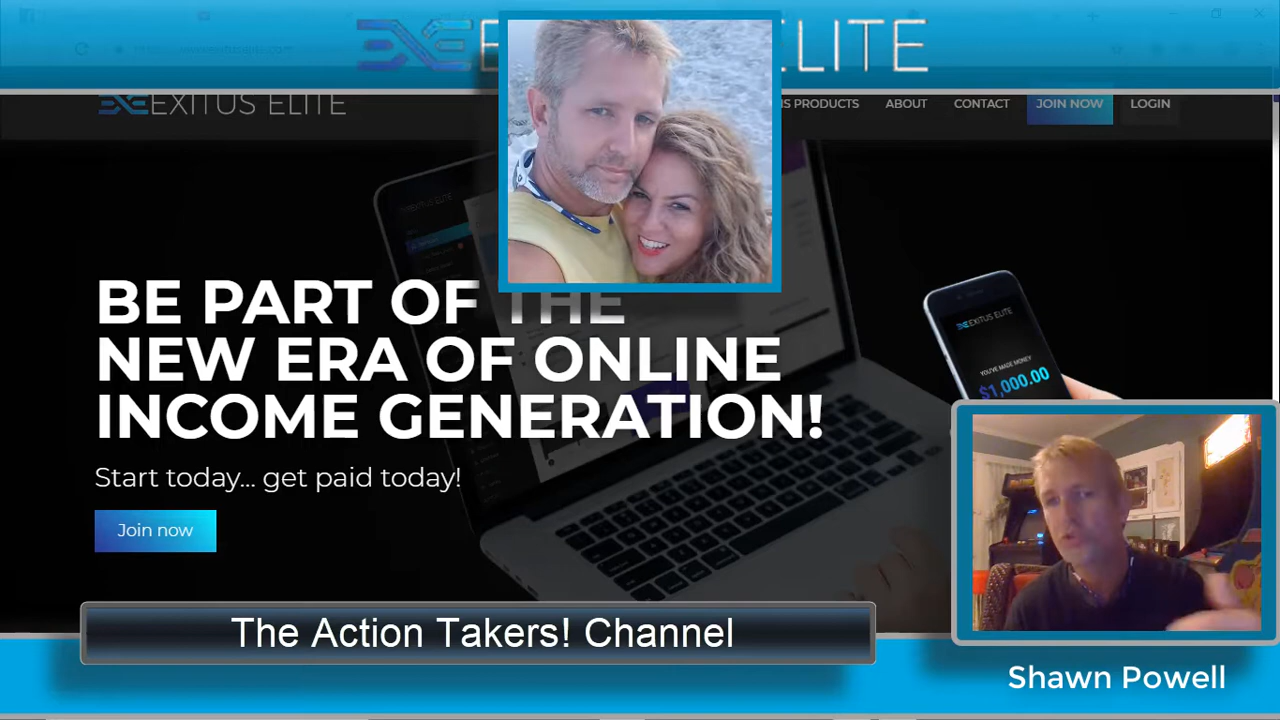 ELITE
EXITUS ELITE
PRODUCTS ABOUT CONTACT JOIN NOW LOGIN
BE PART OF THE
NEW ERA OF ONLINE
INCOME GENERATION!
Start today... get paid today!
Join now
EXITUS ELITE
YOU'VE MADE MONEY
$1,000.00
The Action Takers! Channel
Shawn Powell